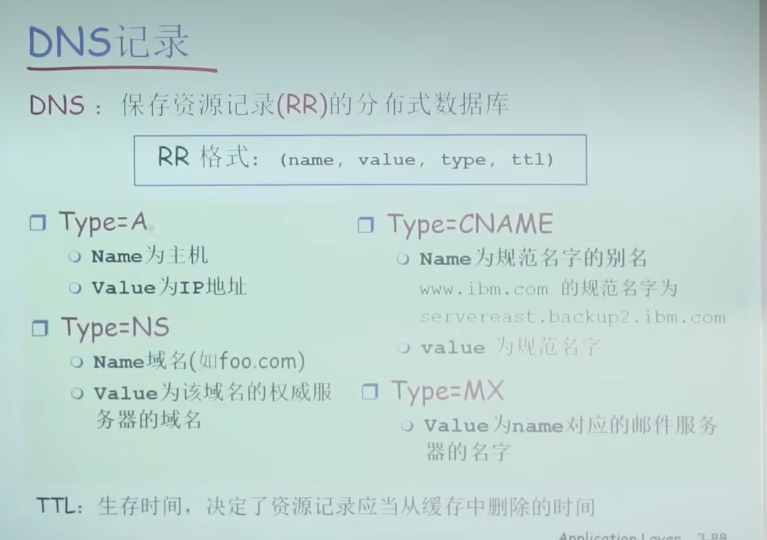 DNS记录
DNS : 保存资源记录(RR)的分布式数据库
RR 格式: (name, value, type, ttl)
Type=A
Name为主机
Value为IP地址
Type=NS
Name域名(如foo.com)
Value为该域名的权威服
务器的域名
Type=CNAME
Name为规范名字的别名
www.ibm.com 的规范名字为
servereast.backup2.ibm.com
value 为规范名字
Type=MX
Value为name对应的邮件服务
器的名字
TTL: 生存时间, 决定了资源记录应当从缓存中删除的时间
Application Layer 2-88